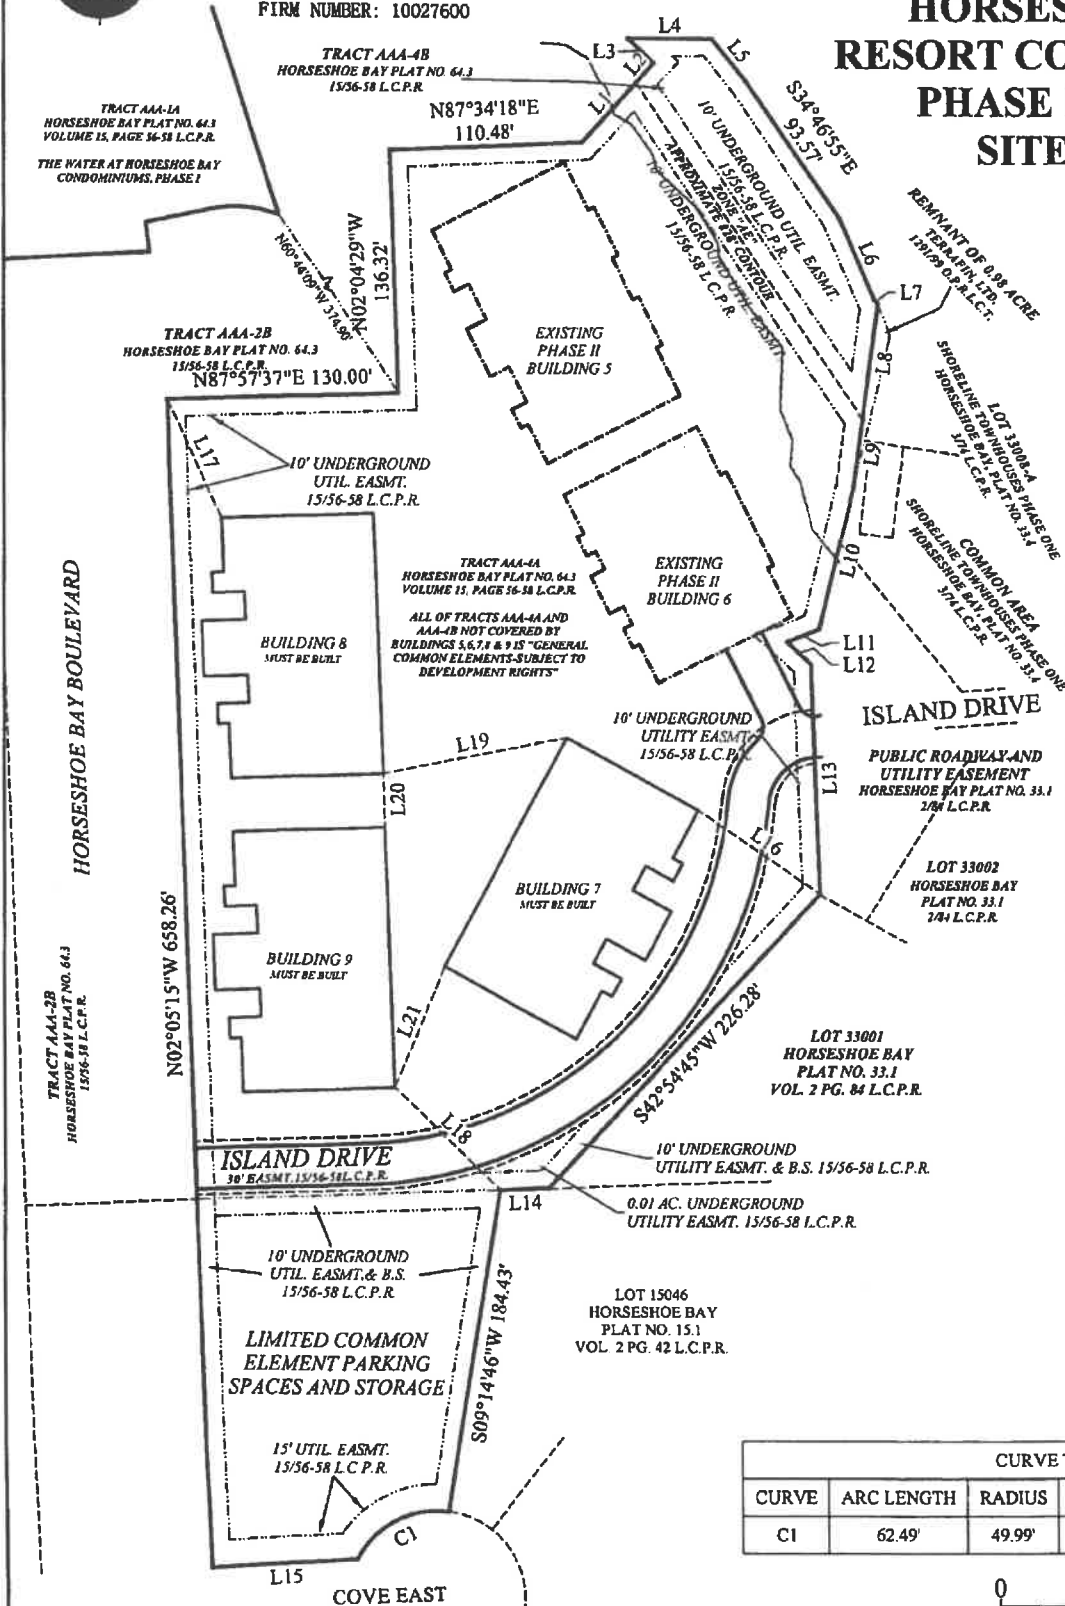 FIRM NUMBER: 10027600
HORSES
RESORT CO
PHASE
SITE
TRACT AAA-4B
HORSESHOE BAY PLAT NO. 64.3
15/56-58 L.C.P.R.
L3
L4
L5
L2
L1
S34°46'55"E
93.57'
TRACT AAA-1A
HORSESHOE BAY PLAT NO. 64.3
VOLUME 15, PAGE 56-58 L.C.P.R.
THE WATER AT HORSESHOE BAY
CONDOMINIUMS, PHASE I
N87°34'18"E
110.48'
10' UNDERGROUND UTIL. EASMT.
15/56-58 L.C.P.R.
ZONE "AE"
APPROXIMATE 828' CONTOUR
10' UNDERGROUND UTIL. EASMT.
15/56-58 L.C.P.R.
L6
L7
REMNANT OF 0.98 ACRE
TERRAFIN, LTD.
1291/99 O.P.R.L.C.T.
N60°44'09"W 374.90'
N02°04'29"W
136.32'
TRACT AAA-2B
HORSESHOE BAY PLAT NO. 64.3
15/56-58 L.C.P.R.
N87°57'37"E 130.00'
EXISTING
PHASE II
BUILDING 5
L8
LOT 33008-A
SHORELINE TOWNHOUSES PHASE ONE
HORSESHOE BAY, PLAT NO. 33.4
3/74 L.C.P.R.
L17
10' UNDERGROUND
UTIL. EASMT.
15/56-58 L.C.P.R.
L9
L10
COMMON AREA
SHORELINE TOWNHOUSES PHASE ONE
HORSESHOE BAY, PLAT NO. 33.4
3/74 L.C.P.R.
TRACT AAA-4A
HORSESHOE BAY PLAT NO. 64.3
VOLUME 15, PAGE 56-58 L.C.P.R.
ALL OF TRACTS AAA-4A AND
AAA-4B NOT COVERED BY
BUILDINGS 5,6,7,8 & 9 IS "GENERAL
COMMON ELEMENTS-SUBJECT TO
DEVELOPMENT RIGHTS"
EXISTING
PHASE II
BUILDING 6
BUILDING 8
MUST BE BUILT
HORSESHOE BAY BOULEVARD
L11
L12
ISLAND DRIVE
10' UNDERGROUND
UTILITY EASMT.
15/56-58 L.C.P.R.
L19
L20
L13
PUBLIC ROADWAY AND
UTILITY EASEMENT
HORSESHOE BAY PLAT NO. 33.1
2/84 L.C.P.R.
L16
LOT 33002
HORSESHOE BAY
PLAT NO. 33.1
2/84 L.C.P.R.
BUILDING 7
MUST BE BUILT
BUILDING 9
MUST BE BUILT
N02°05'15"W 658.26'
TRACT AAA-2B
HORSESHOE BAY PLAT NO. 64.3
15/56-58 L.C.P.R.
L21
S42°54'45"W 226.28'
LOT 33001
HORSESHOE BAY
PLAT NO. 33.1
VOL. 2 PG. 84 L.C.P.R.
L18
ISLAND DRIVE
30' EASMT. 15/56-58 L.C.P.R.
10' UNDERGROUND
UTILITY EASMT. & B.S. 15/56-58 L.C.P.R.
L14
0.01 AC. UNDERGROUND
UTILITY EASMT. 15/56-58 L.C.P.R.
10' UNDERGROUND
UTIL. EASMT.& B.S.
15/56-58 L.C.P.R.
S09°14'46"W 184.43'
LOT 15046
HORSESHOE BAY
PLAT NO. 15.1
VOL. 2 PG. 42 L.C.P.R.
LIMITED COMMON
ELEMENT PARKING
SPACES AND STORAGE
15' UTIL. EASMT.
15/56-58 L.C.P.R.
C1
L15
COVE EAST
CURVE
CURVE ARC LENGTH RADIUS
C1 62.49' 49.99'
0